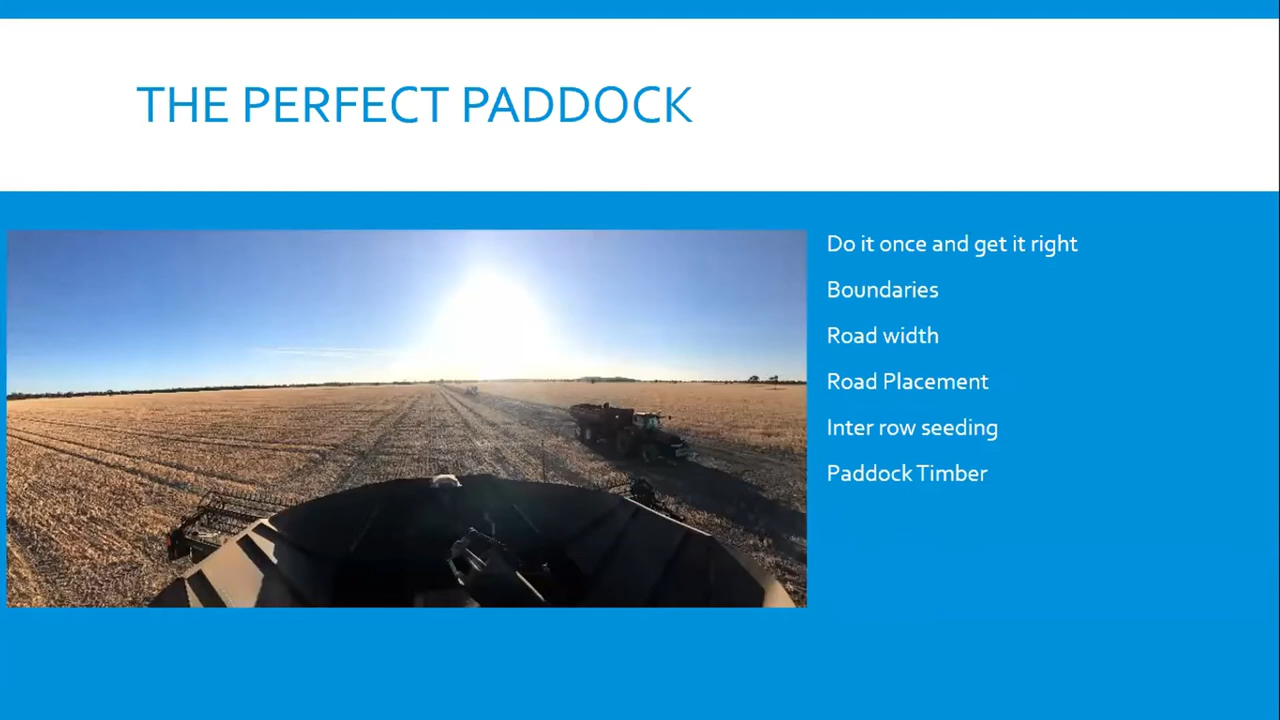 THE PERFECT PADDOCK
Do it once and get it right
Boundaries
Road width
Road Placement
Inter row seeding
Paddock Timber